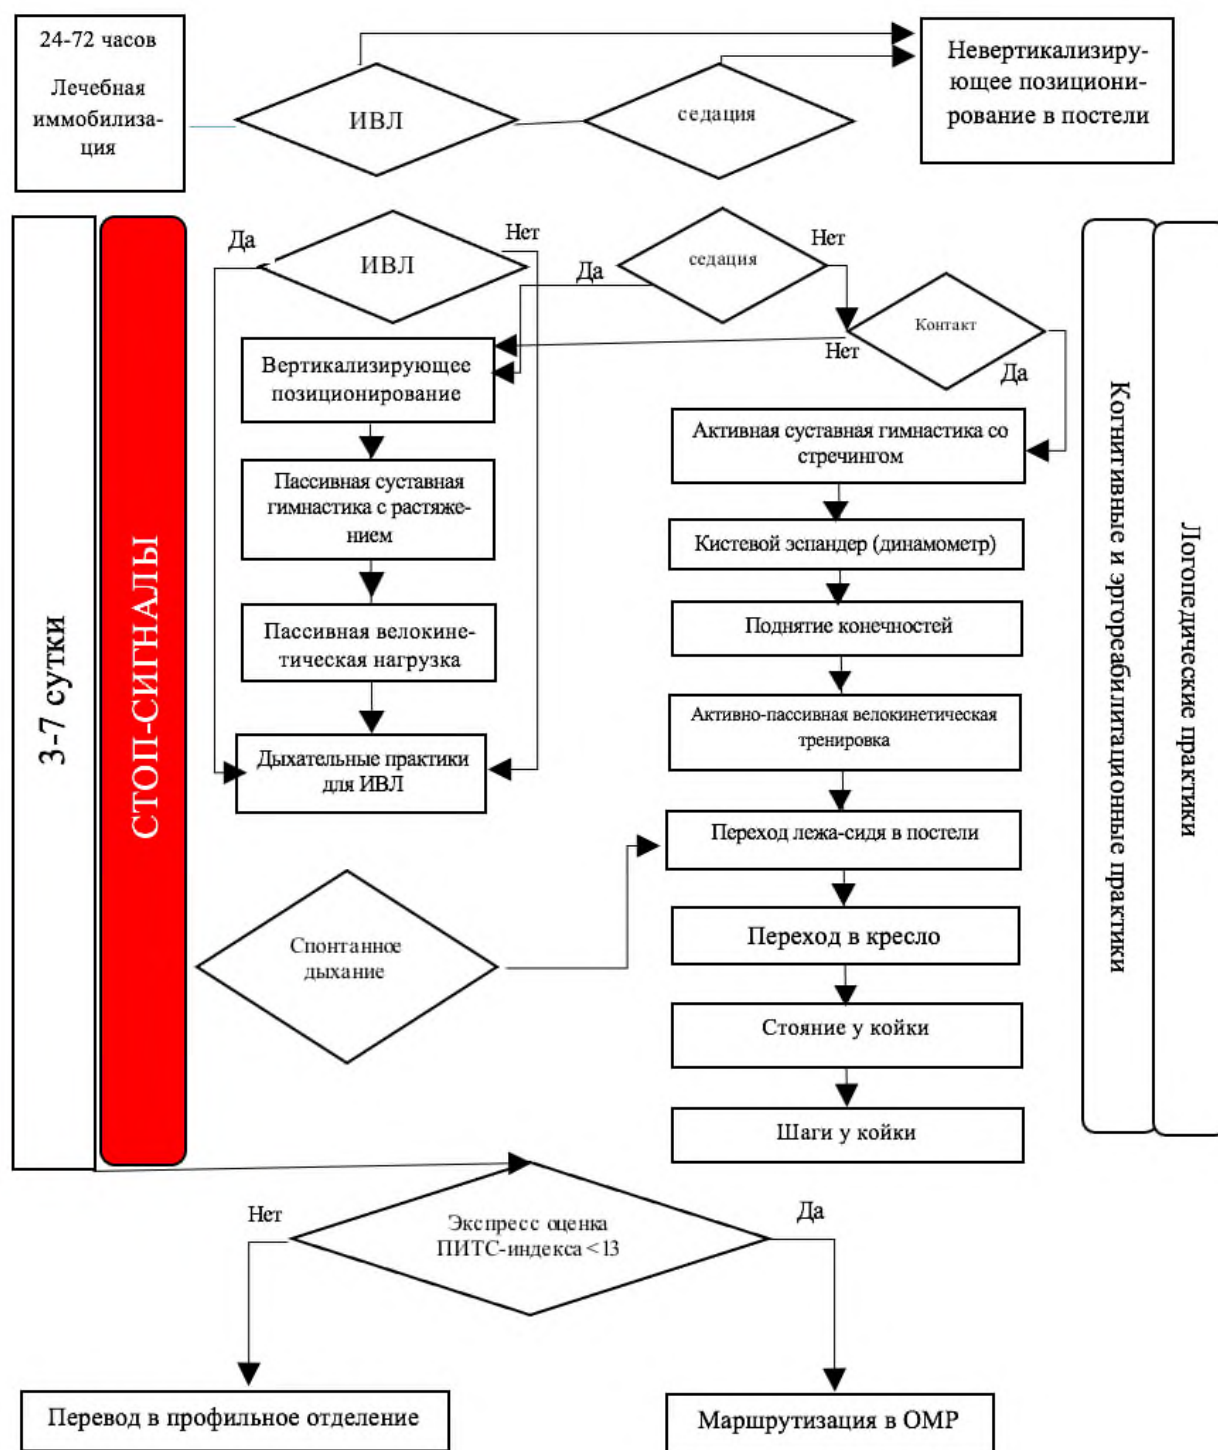 24-72 часов
Лечебная
иммобилиза-
ция
ИВЛ
седация
Невертикализиру-
ющее позициони-
рование в постели
3-7 сутки
СТОП-СИГНАЛЫ
Да
ИВЛ
Нет
Да
седация
Нет
Контакт
Нет
Да
Вертикализирующее
позиционирование
Пассивная суставная
гимнастика с растяже-
нием
Пассивная велокине-
тическая нагрузка
Дыхательные практики
для ИВЛ
Активная суставная гимнастика со
стречингом
Кистевой эспандер (динамометр)
Поднятие конечностей
Активно-пассивная велокинетическая
тренировка
Переход лежа-сидя в постели
Переход в кресло
Стояние у койки
Шаги у койки
Спонтанное
дыхание
Когнитивные и эргореабилитационные практики
Логопедические практики
Нет
Экспресс оценка
ПИТС-индекса<13
Да
Перевод в профильное отделение
Маршрутизация в ОМР